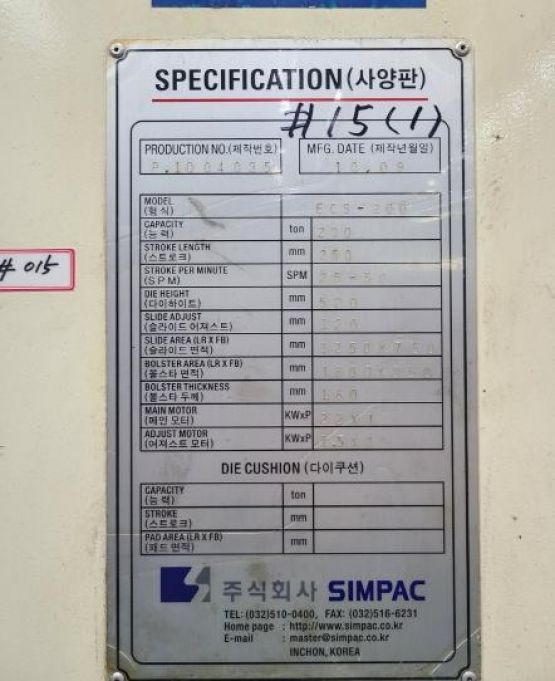 SPECIFICATION (사양판)
#15(1)
PRODUCTION NO.(제작번호) MFG. DATE (제작년월일)
P.1004035 10.09
MODEL
(형식)
CAPACITY
(능력) ton
STROKE LENGTH
(스트로크) mm
STROKE PER MINUTE
(SPM) SPM
DIE HEIGHT
(다이하이트) mm
SLIDE ADJUST
(슬라이드 어져스트) mm 120
SLIDE AREA (LR X FB)
(슬라이드 면적) mm
# 015
BOLSTER AREA (LR X FB)
(볼스타 면적) mm
BOLSTER THICKNESS
(볼스타 두께) mm
MAIN MOTOR
(메인 모터) KWxP
ADJUST MOTOR
(어져스트 모터) KWxP
DIE CUSHION (다이쿠션)
CAPACITY
(능력) ton
STROKE
(스트로크) mm
PAD AREA (LR X FB)
(패드 면적) mm
주식회사 SIMPAC
TEL: (032)510-0400, FAX: (032)516-6231
Home page : http://www.simpac.co.kr
E-mail : master@simpac.co.kr
INCHON, KOREA